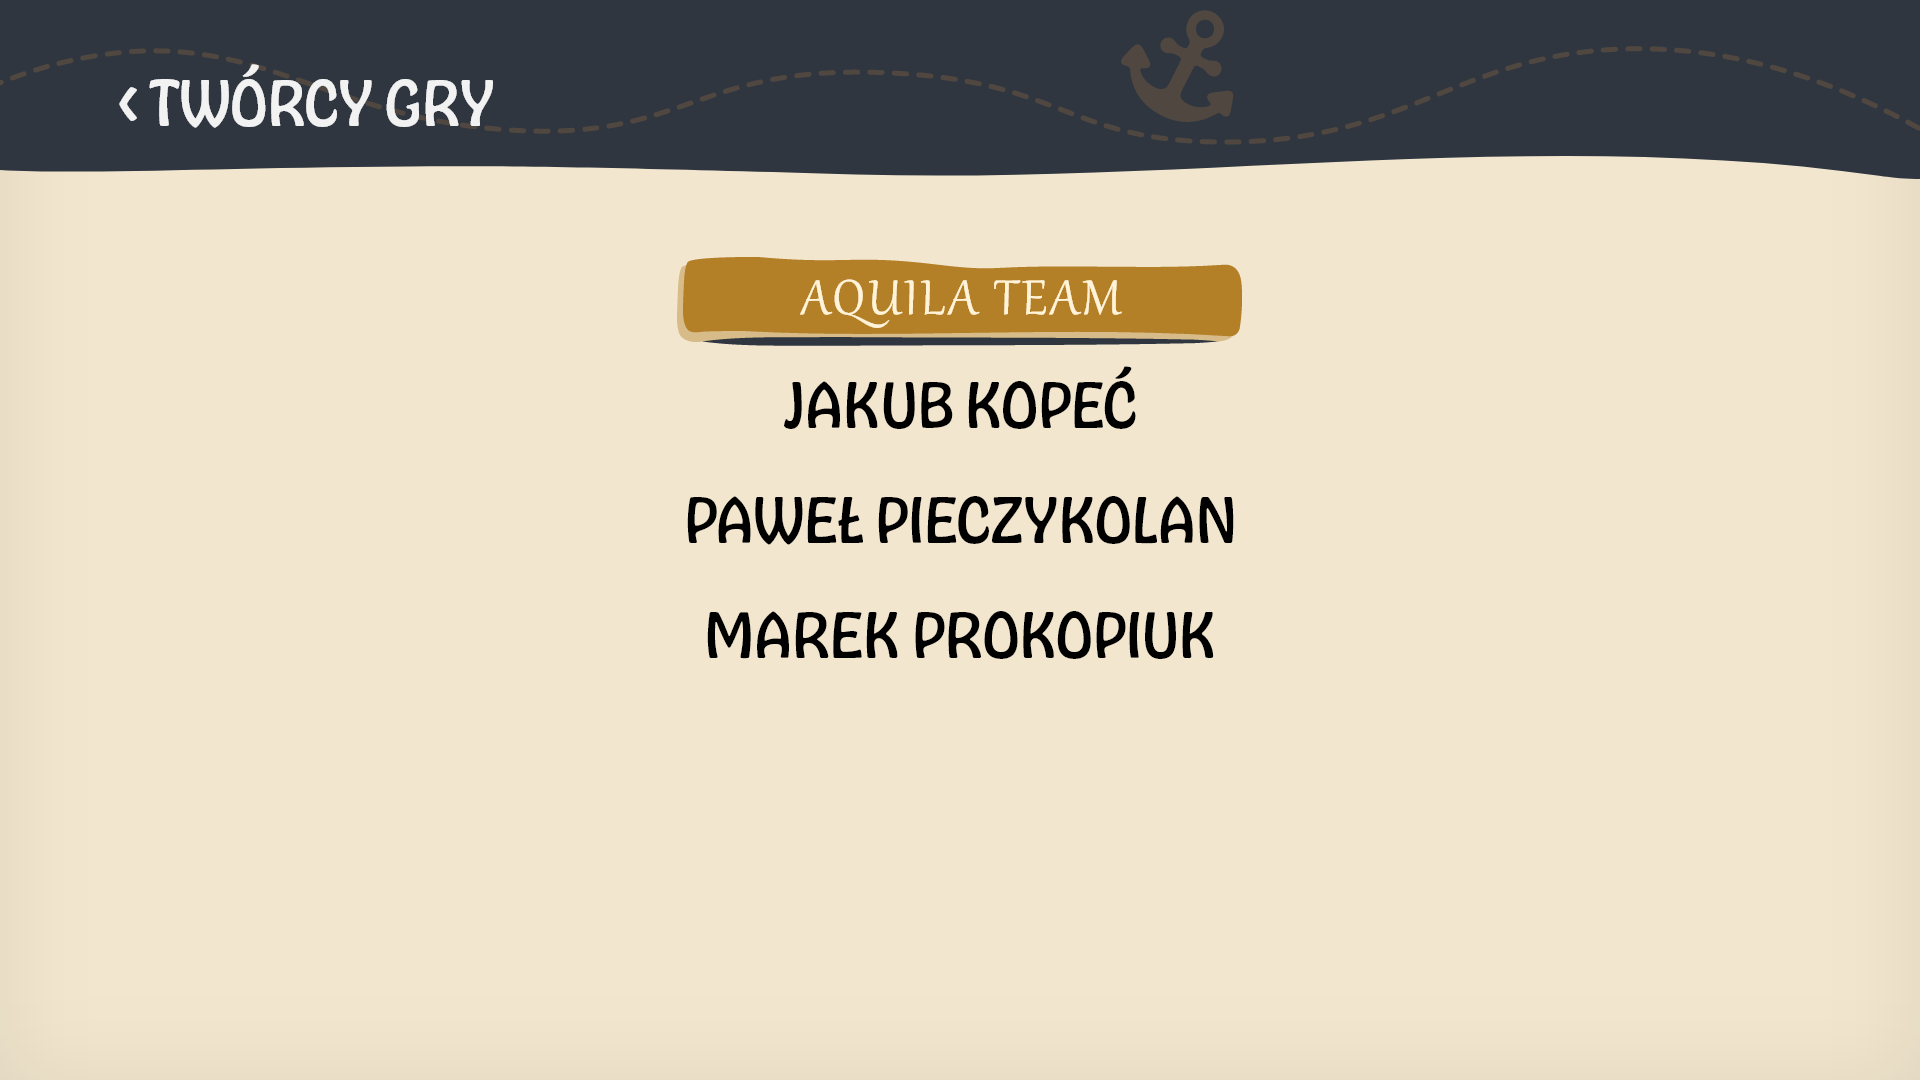 < TWÓRCY GRY
AQUILA TEAM
JAKUB KOPEĆ
PAWEŁ PIECZYKOLAN
MAREK PROKOPIUK